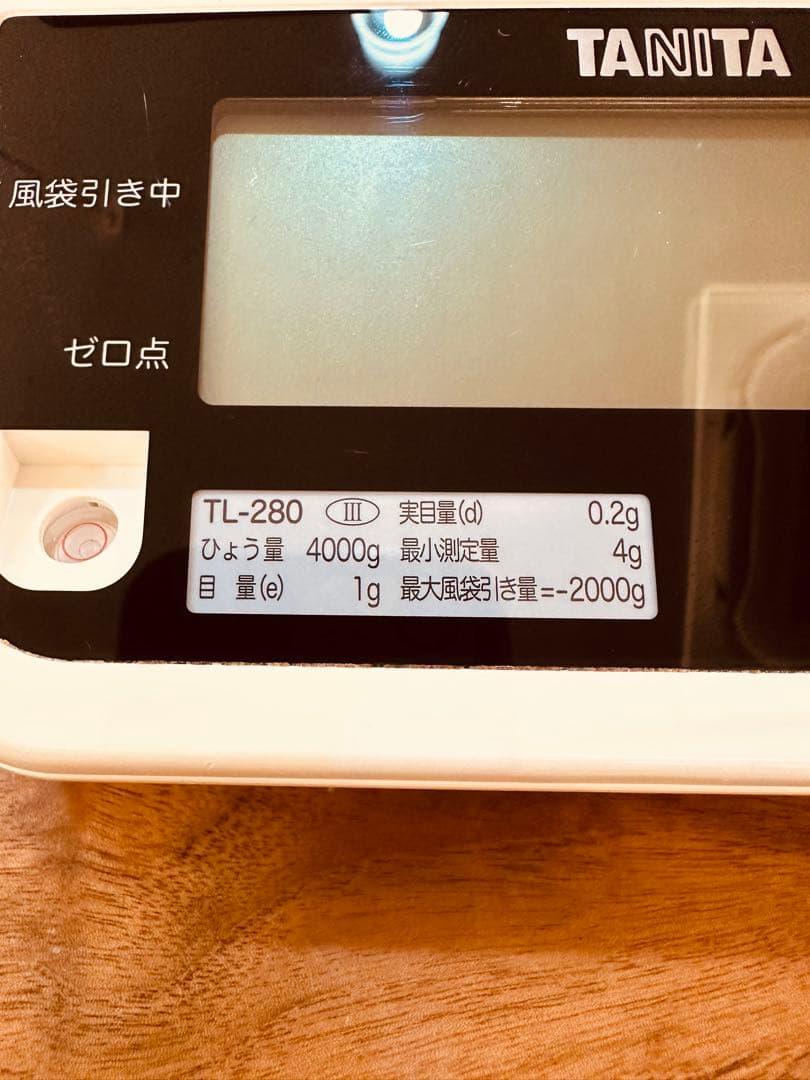 TANITA
風袋引き中
ゼロ点
TL-280 Ⅲ 実目量(d) 0.2g
ひょう量 4000g 最小測定量 4g
目 量(e) 1g 最大風袋引き量=-2000g